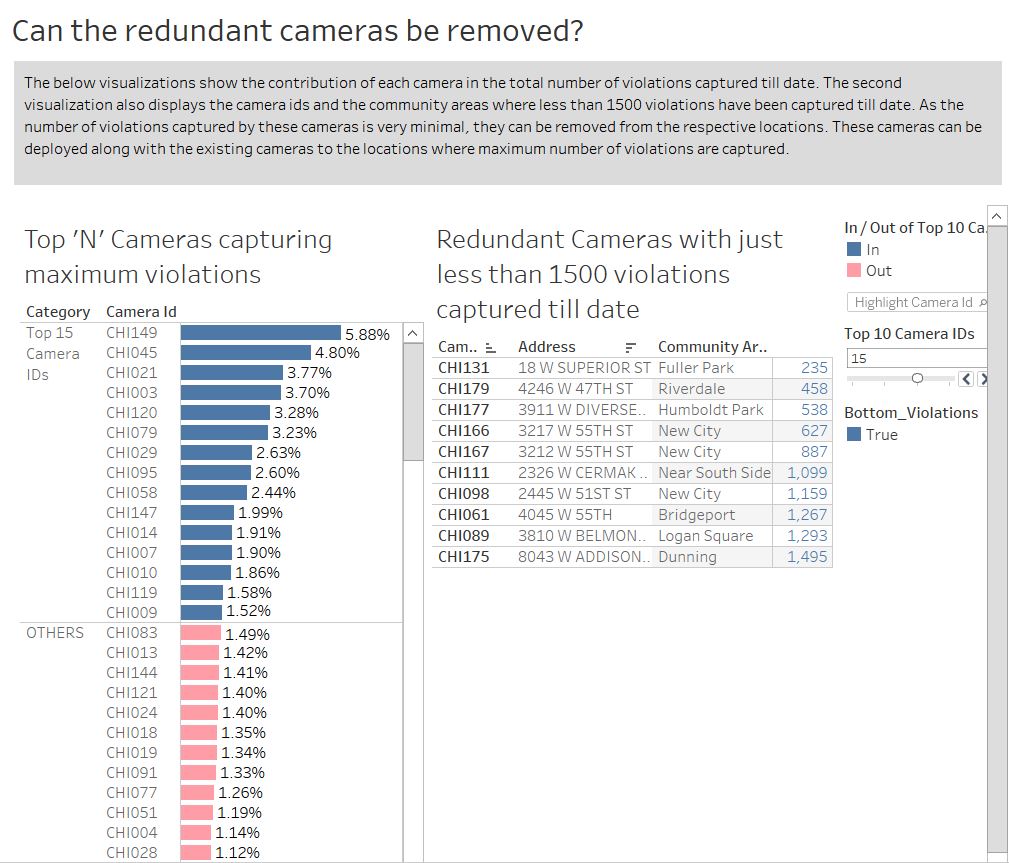 Can the redundant cameras be removed?
The below visualizations show the contribution of each camera in the total number of violations captured till date. The second
visualization also displays the camera ids and the community areas where less than 1500 violations have been captured till date. As the
number of violations captured by these cameras is very minimal, they can be removed from the respective locations. These cameras can be
deployed along with the existing cameras to the locations where maximum number of violations are captured.
Top 'N' Cameras capturing
maximum violations
Category Camera Id
Top 15 CHI149 5.88%
Camera CHI045 4.80%
IDs CHI021 3.77%
CHI003 3.70%
CHI120 3.28%
CHI079 3.23%
CHI029 2.63%
CHI095 2.60%
CHI058 2.44%
CHI147 1.99%
CHI014 1.91%
CHI007 1.90%
CHI010 1.86%
CHI119 1.58%
CHI009 1.52%
OTHERS CHI083 1.49%
CHI013 1.42%
CHI144 1.41%
CHI121 1.40%
CHI024 1.40%
CHI018 1.35%
CHI019 1.34%
CHI091 1.33%
CHI077 1.26%
CHI051 1.19%
CHI004 1.14%
CHI028 1.12%
Redundant Cameras with just
less than 1500 violations
captured till date
Cam.. Address Community Ar..
CHI131 18 W SUPERIOR ST Fuller Park 235
CHI179 4246 W 47TH ST Riverdale 458
CHI177 3911 W DIVERSE.. Humboldt Park 538
CHI166 3217 W 55TH ST New City 627
CHI167 3212 W 55TH ST New City 887
CHI111 2326 W CERMAK .. Near South Side 1,099
CHI098 2445 W 51ST ST New City 1,159
CHI061 4045 W 55TH Bridgeport 1,267
CHI089 3810 W BELMON.. Logan Square 1,293
CHI175 8043 W ADDISON.. Dunning 1,495
In / Out of Top 10 Ca.
In
Out
Highlight Camera Id
Top 10 Camera IDs
15
Bottom_Violations
True